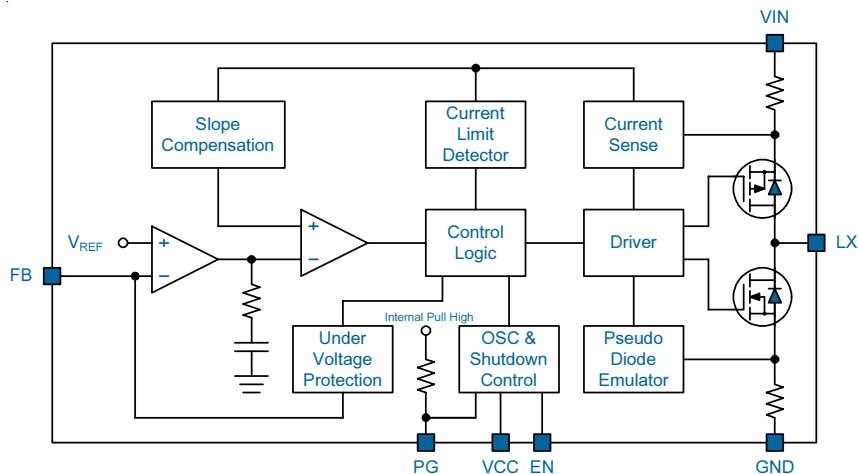 VIN
Slope
Compensation
Current
Limit
Detector
Current
Sense
VREF
+
−
+
−
Control
Logic
Driver
LX
FB
Internal Pull High
Under
Voltage
Protection
OSC &
Shutdown
Control
Pseudo
Diode
Emulator
PG
VCC
EN
GND